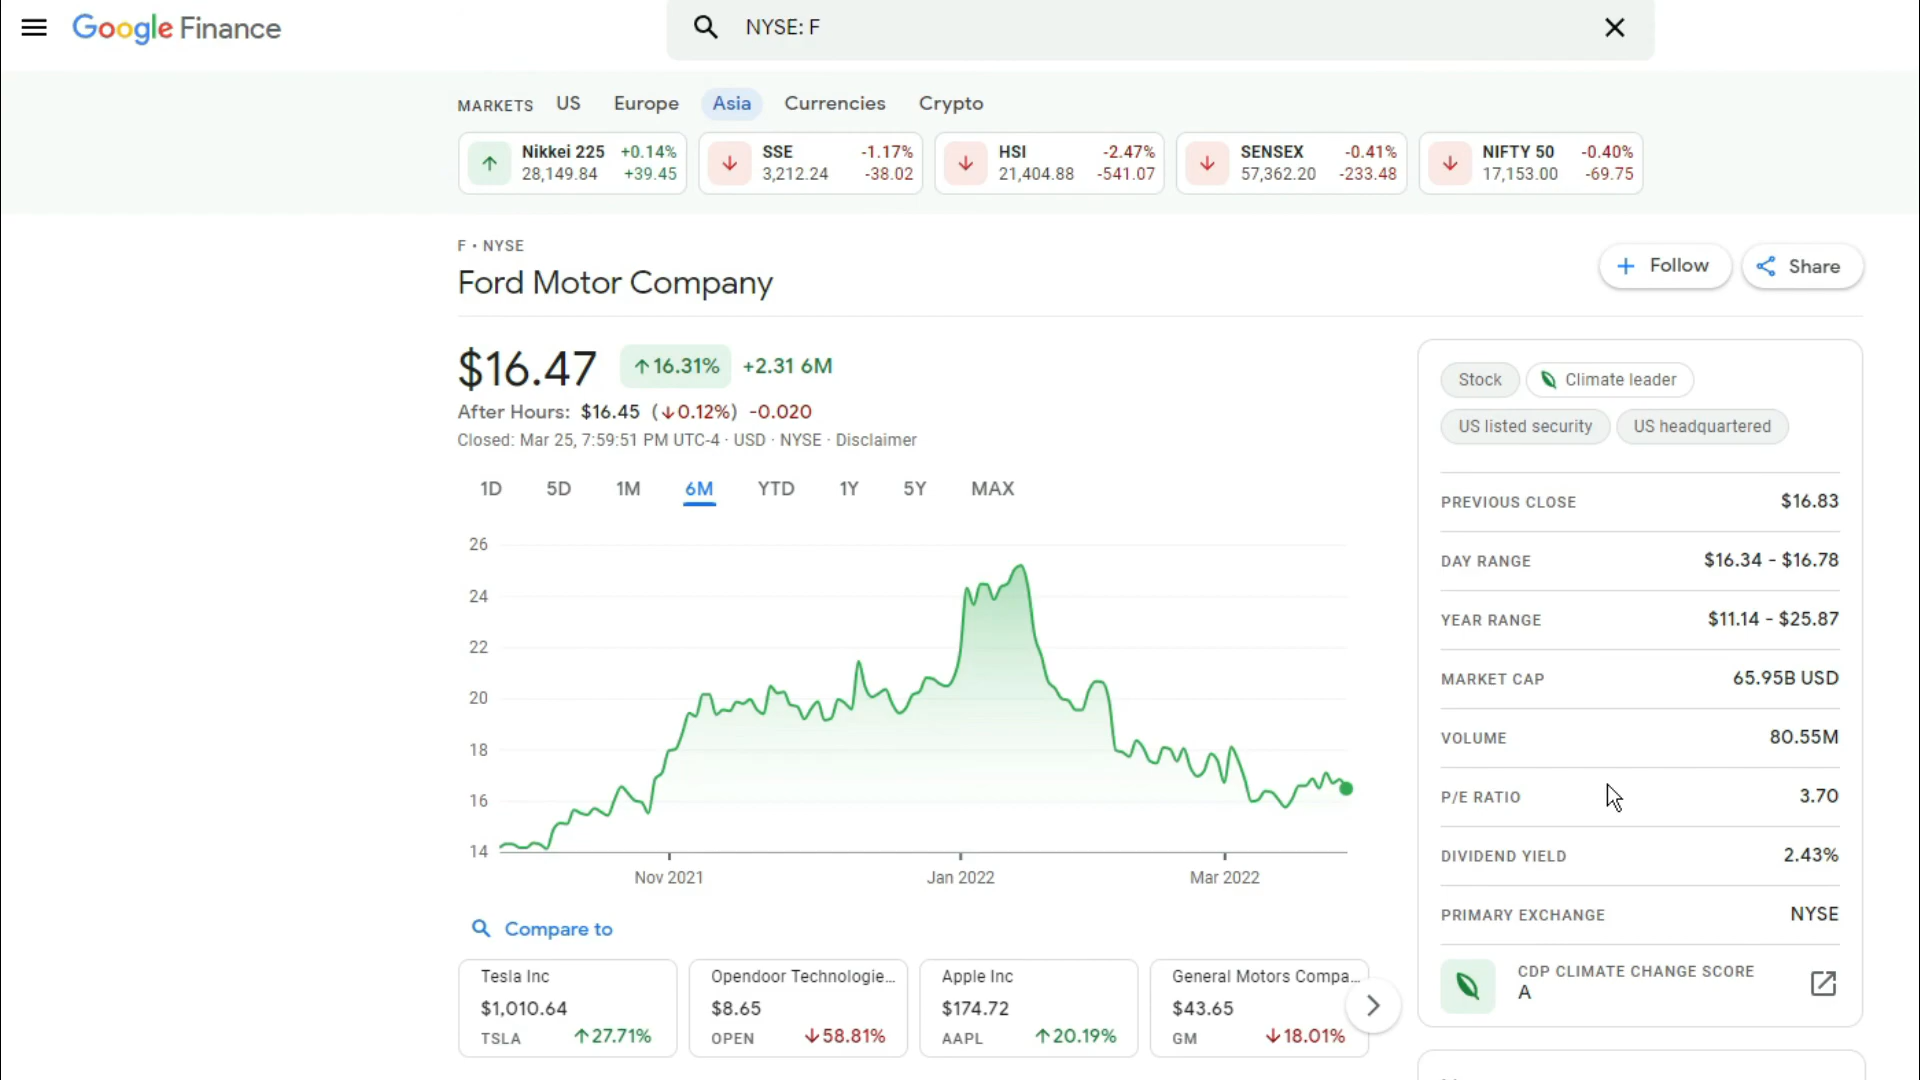 Google Finance
NYSE: F
MARKETS US Europe Asia Currencies Crypto
Nikkei 225 +0.14%
28,149.84 +39.45
SSE -1.17%
3,212.24 -38.02
HSI -2.47%
21,404.88 -541.07
SENSEX -0.41%
57,362.20 -233.48
NIFTY 50 -0.40%
17,153.00 -69.75
F • NYSE
Ford Motor Company
Follow
Share
$16.47 ↑16.31% +2.31 6M
After Hours: $16.45 (↓0.12%) -0.020
Closed: Mar 25, 7:59:51 PM UTC-4 · USD · NYSE · Disclaimer
1D 5D 1M 6M YTD 1Y 5Y MAX
26
24
22
20
18
16
14
Nov 2021 Jan 2022 Mar 2022
Compare to
Tesla Inc
$1,010.64
TSLA ↑27.71%
Opendoor Technologie...
$8.65
OPEN ↓58.81%
Apple Inc
$174.72
AAPL ↑20.19%
General Motors Compa...
$43.65
GM ↓18.01%
Stock Climate leader
US listed security US headquartered
PREVIOUS CLOSE $16.83
DAY RANGE $16.34 - $16.78
YEAR RANGE $11.14 - $25.87
MARKET CAP 65.95B USD
VOLUME 80.55M
P/E RATIO 3.70
DIVIDEND YIELD 2.43%
PRIMARY EXCHANGE NYSE
CDP CLIMATE CHANGE SCORE
A